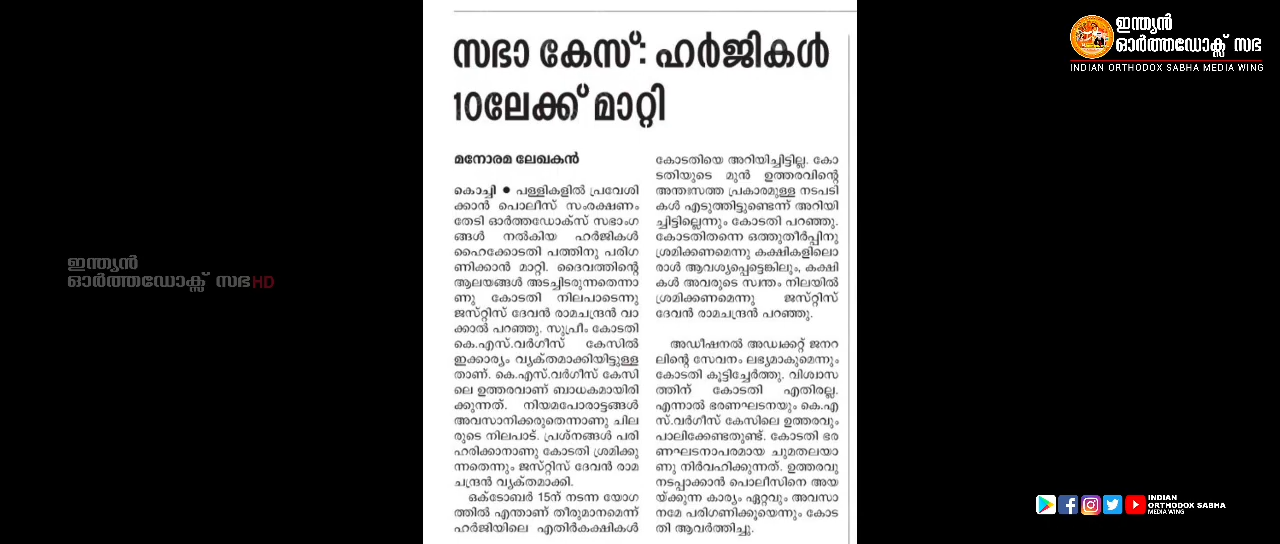 സഭാ കേസ്: ഹർജികൾ
10ലേക്ക് മാറ്റി
മനോരമ ലേഖകൻ
കൊച്ചി ● പള്ളികളിൽ പ്രവേശി
ക്കാൻ പൊലീസ് സംരക്ഷണം
തേടി ഓർത്തഡോക്സ് സഭാംഗ
ങ്ങൾ നൽകിയ ഹർജികൾ
ഹൈക്കോടതി പത്തിനു പരിഗ
ണിക്കാൻ മാറ്റി. ദൈവത്തിന്റെ
ആലയങ്ങൾ അടച്ചിടരുന്നതെന്നാ
ണു കോടതി നിലപാടെന്നു
ജസ്റ്റിസ് ദേവൻ രാമചന്ദ്രൻ വാ
ക്കാൽ പറഞ്ഞു. സുപ്രീം കോടതി
കെ.എസ്.വർഗീസ് കേസിൽ
ഇക്കാര്യം വ്യക്തമാക്കിയിട്ടുള്ള
താണ്. കെ.എസ്.വർഗീസ് കേസി
ലെ ഉത്തരവാണ് ബാധകമായിരി
ക്കുന്നത്. നിയമപോരാട്ടങ്ങൾ
അവസാനിക്കരുതെന്നാണു ചില
രുടെ നിലപാട്. പ്രശ്നങ്ങൾ പരി
ഹരിക്കാനാണു കോടതി ശ്രമിക്കു
ന്നതെന്നും ജസ്റ്റിസ് ദേവൻ രാമ
ചന്ദ്രൻ വ്യക്തമാക്കി.
ഒക്ടോബർ 15ന് നടന്ന യോഗ
ത്തിൽ എന്താണ് തീരുമാനമെന്ന്
ഹർജിയിലെ എതിർകക്ഷികൾ
കോടതിയെ അറിയിച്ചിട്ടില്ല. കോ
ടതിയുടെ മുൻ ഉത്തരവിന്റെ
അന്തഃസത്ത പ്രകാരമുള്ള നടപടി
കൾ എടുത്തിട്ടുണ്ടെന്ന് അറിയി
ച്ചിട്ടില്ലെന്നും കോടതി പറഞ്ഞു.
കോടതിതന്നെ ഒത്തുതീർപ്പിനു
ശ്രമിക്കണമെന്നു കക്ഷികളിലൊ
രാൾ ആവശ്യപ്പെട്ടെങ്കിലും, കക്ഷി
കൾ അവരുടെ സ്വന്തം നിലയിൽ
ശ്രമിക്കണമെന്നു ജസ്റ്റിസ്
ദേവൻ രാമചന്ദ്രൻ പറഞ്ഞു.
അഡീഷനൽ അഡ്വക്കറ്റ് ജനറ
ലിന്റെ സേവനം ലഭ്യമാകുമെന്നും
കോടതി കൂട്ടിച്ചേർത്തു. വിശ്വാസ
ത്തിന് കോടതി എതിരല്ല.
എന്നാൽ ഭരണഘടനയും കെ.എ
സ്.വർഗീസ് കേസിലെ ഉത്തരവും
പാലിക്കേണ്ടതുണ്ട്. കോടതി ഭര
ണഘടനാപരമായ ചുമതലയാ
ണു നിർവഹിക്കുന്നത്. ഉത്തരവു
നടപ്പാക്കാൻ പൊലീസിനെ അയ
യ്ക്കുന്ന കാര്യം ഏറ്റവും അവസാ
നമേ പരിഗണിക്കൂയെന്നും കോട
തി ആവർത്തിച്ചു.
ഇന്ത്യൻ
ഓർത്തഡോക്സ് സഭ
INDIAN ORTHODOX SABHA MEDIA WING
ഇന്ത്യൻ
ഓർത്തഡോക്സ് സഭHD
INDIAN
ORTHODOX SABHA
MEDIA WING